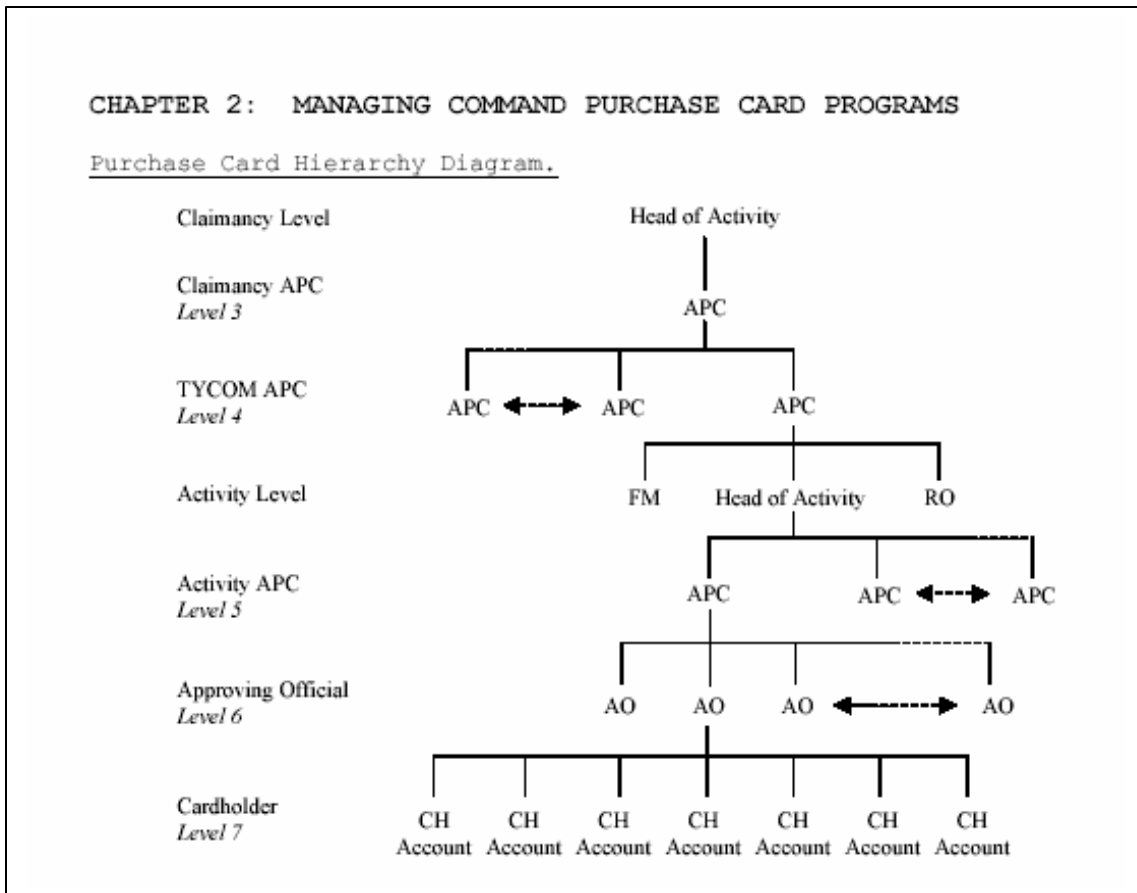 CHAPTER 2: MANAGING COMMAND PURCHASE CARD PROGRAMS
Purchase Card Hierarchy Diagram.
Claimancy Level Head of Activity
Claimancy APC
Level 3 APC
TYCOM APC
Level 4 APC APC APC
Activity Level FM Head of Activity RO
Activity APC
Level 5 APC APC APC
Approving Official
Level 6 AO AO AO AO
Cardholder
Level 7
CH CH CH CH CH CH CH
Account Account Account Account Account Account Account